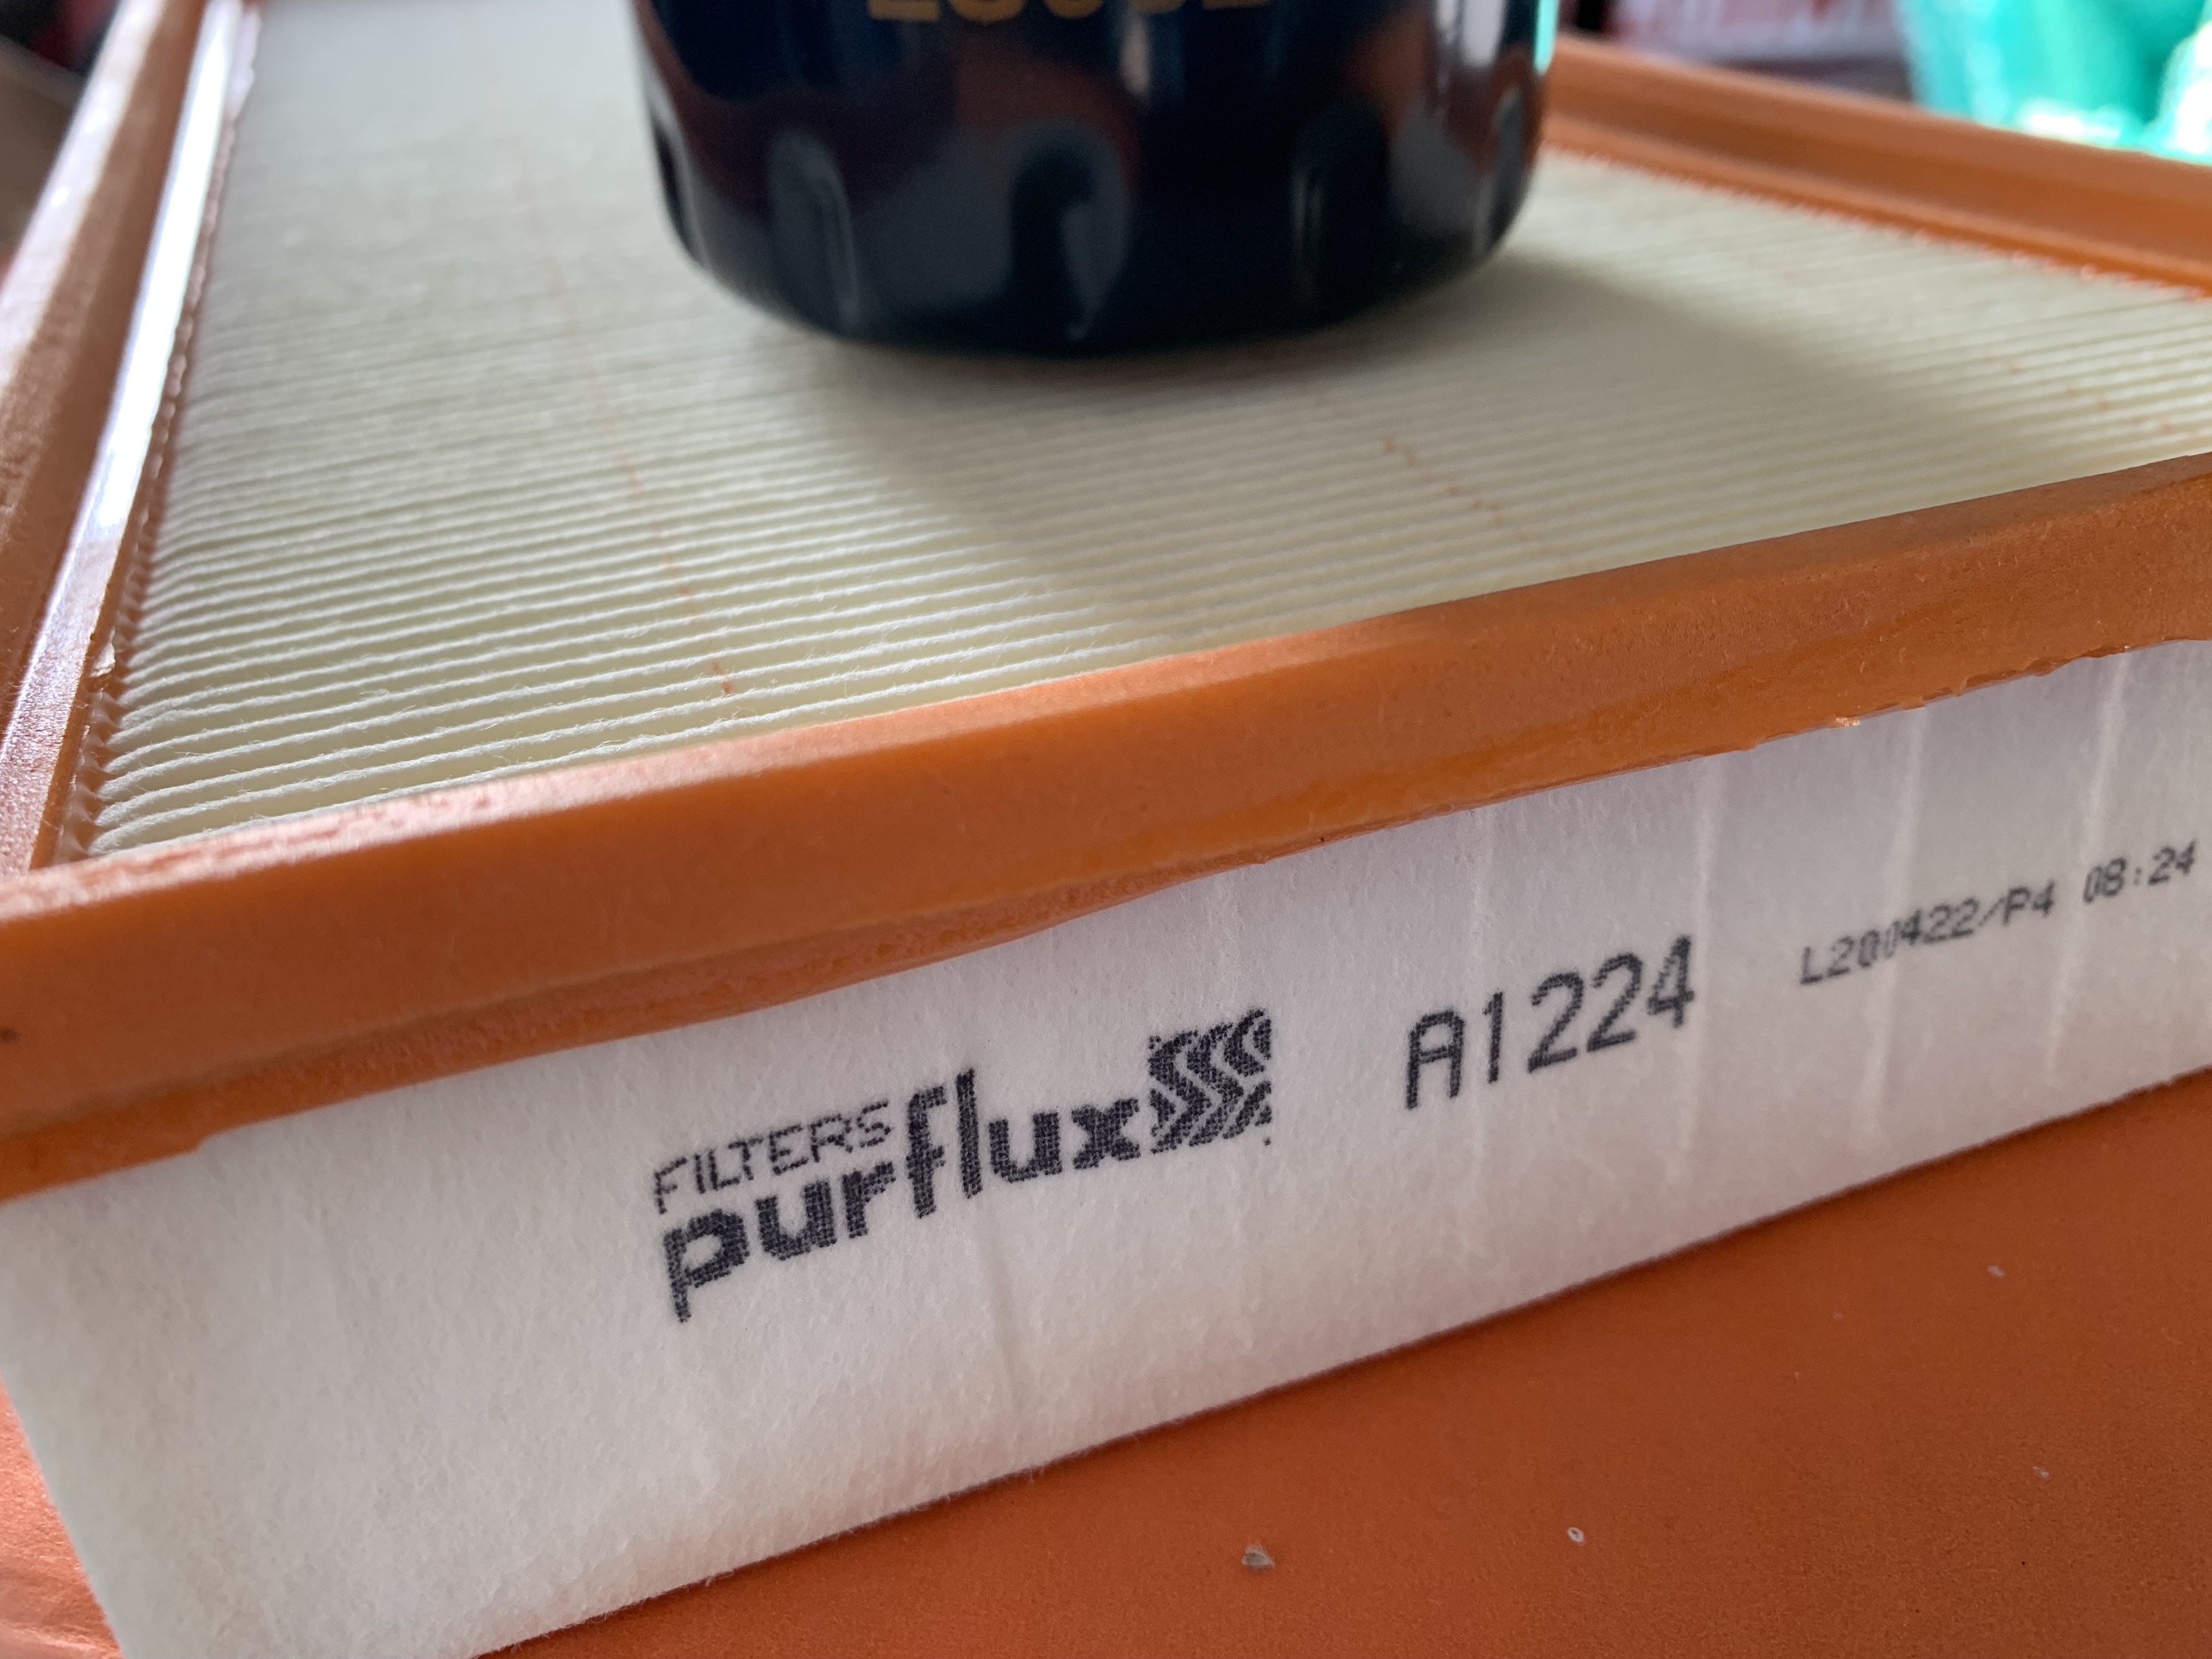 FILTERS
purflux
A1224
L200422/P4 08:24